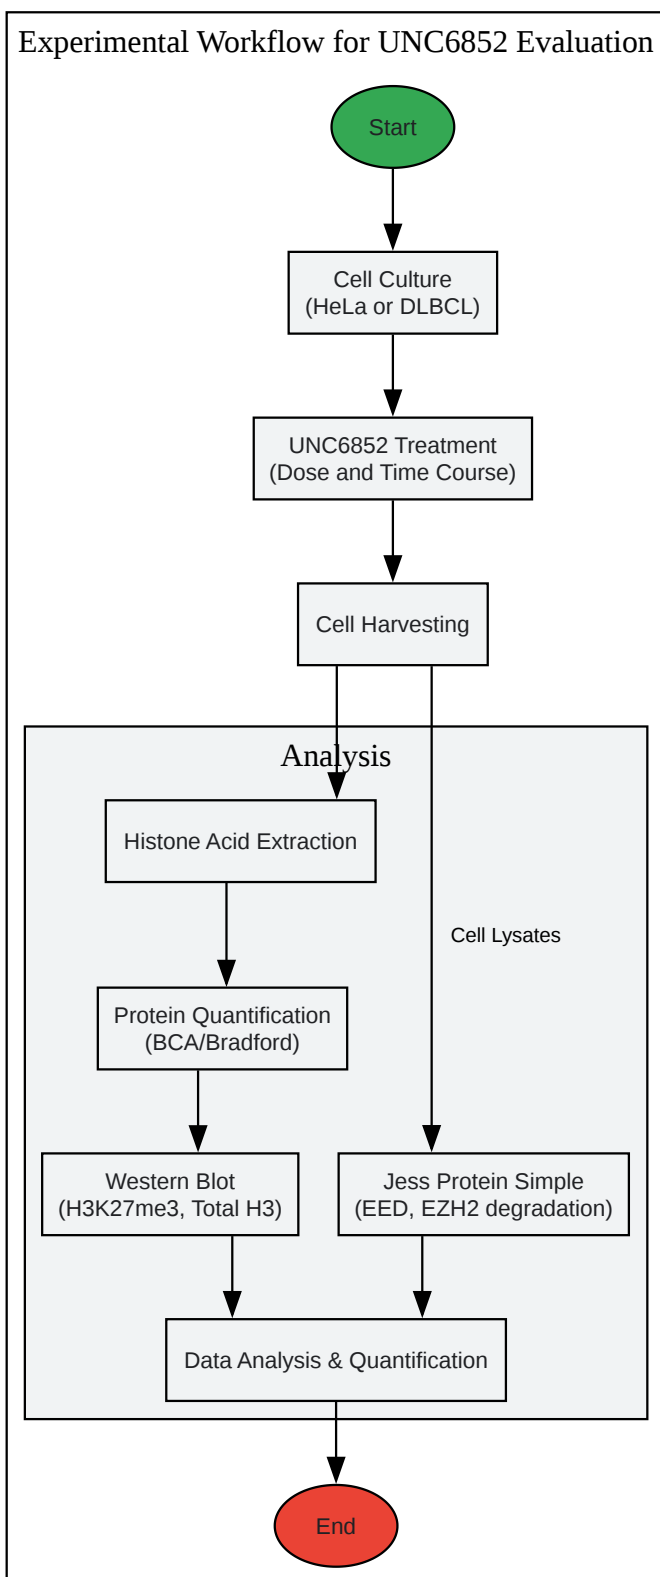 Experimental Workflow for UNC6852 Evaluation
Start
Cell Culture
(HeLa or DLBCL)
UNC6852 Treatment
(Dose and Time Course)
Cell Harvesting
Analysis
Histone Acid Extraction
Cell Lysates
Protein Quantification
(BCA/Bradford)
Western Blot
(H3K27me3, Total H3)
Jess Protein Simple
(EED, EZH2 degradation)
Data Analysis & Quantification
End